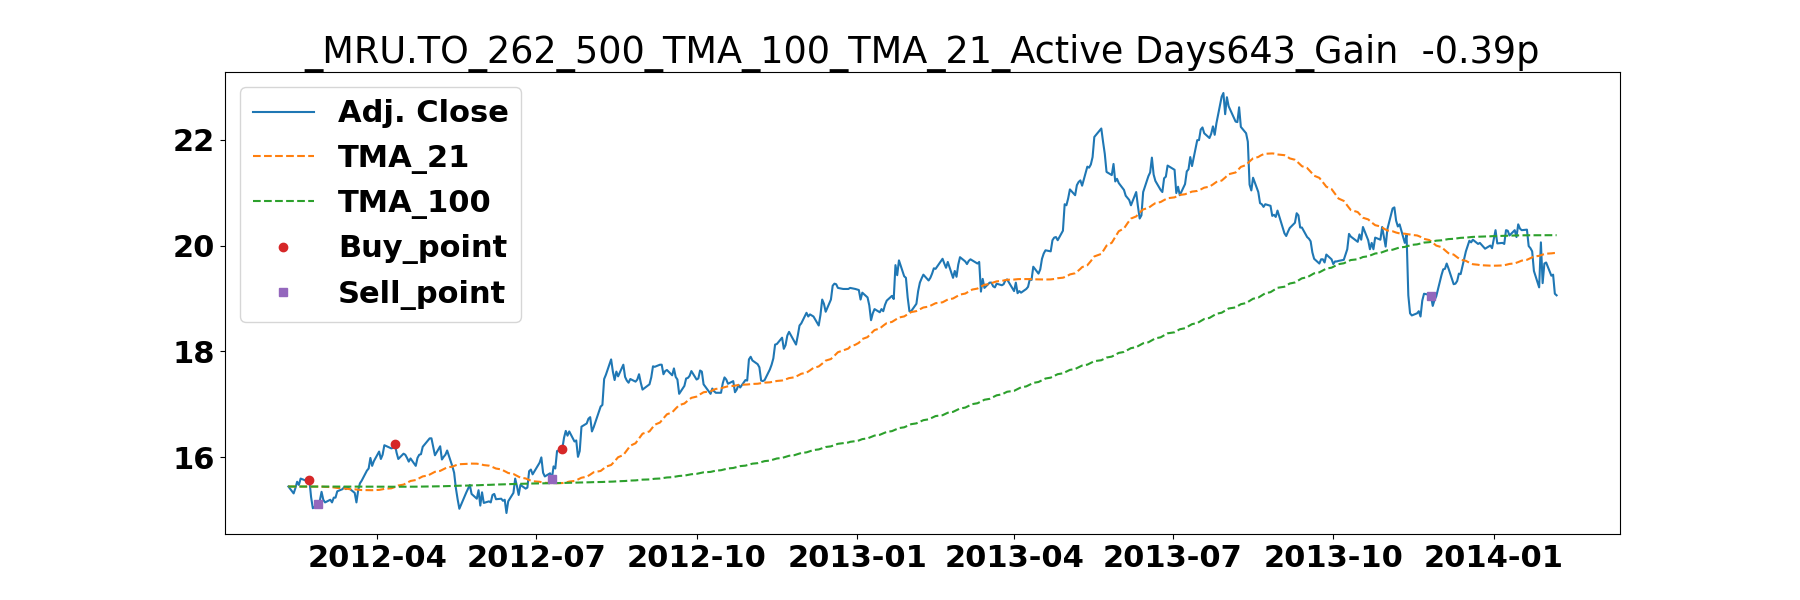 _MRU.TO_262_500_TMA_100_TMA_21_Active Days643_Gain  -0.39p
Adj. Close
TMA_21
TMA_100
Buy_point
Sell_point
22
20
18
16
2012-04 2012-07 2012-10 2013-01 2013-04 2013-07 2013-10 2014-01